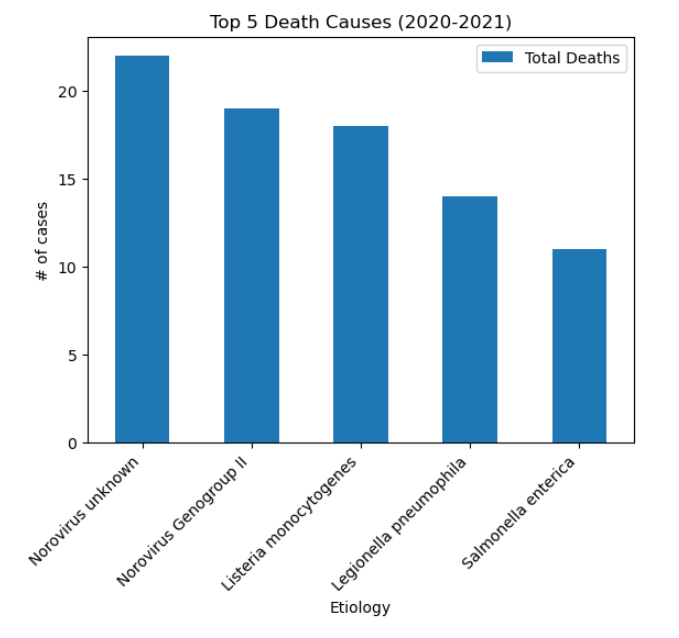 Top 5 Death Causes (2020-2021)
Total Deaths
# of cases
20
15
10
5
0
Norovirus unknown
Norovirus Genogroup II
Listeria monocytogenes
Legionella pneumophila
Salmonella enterica
Etiology